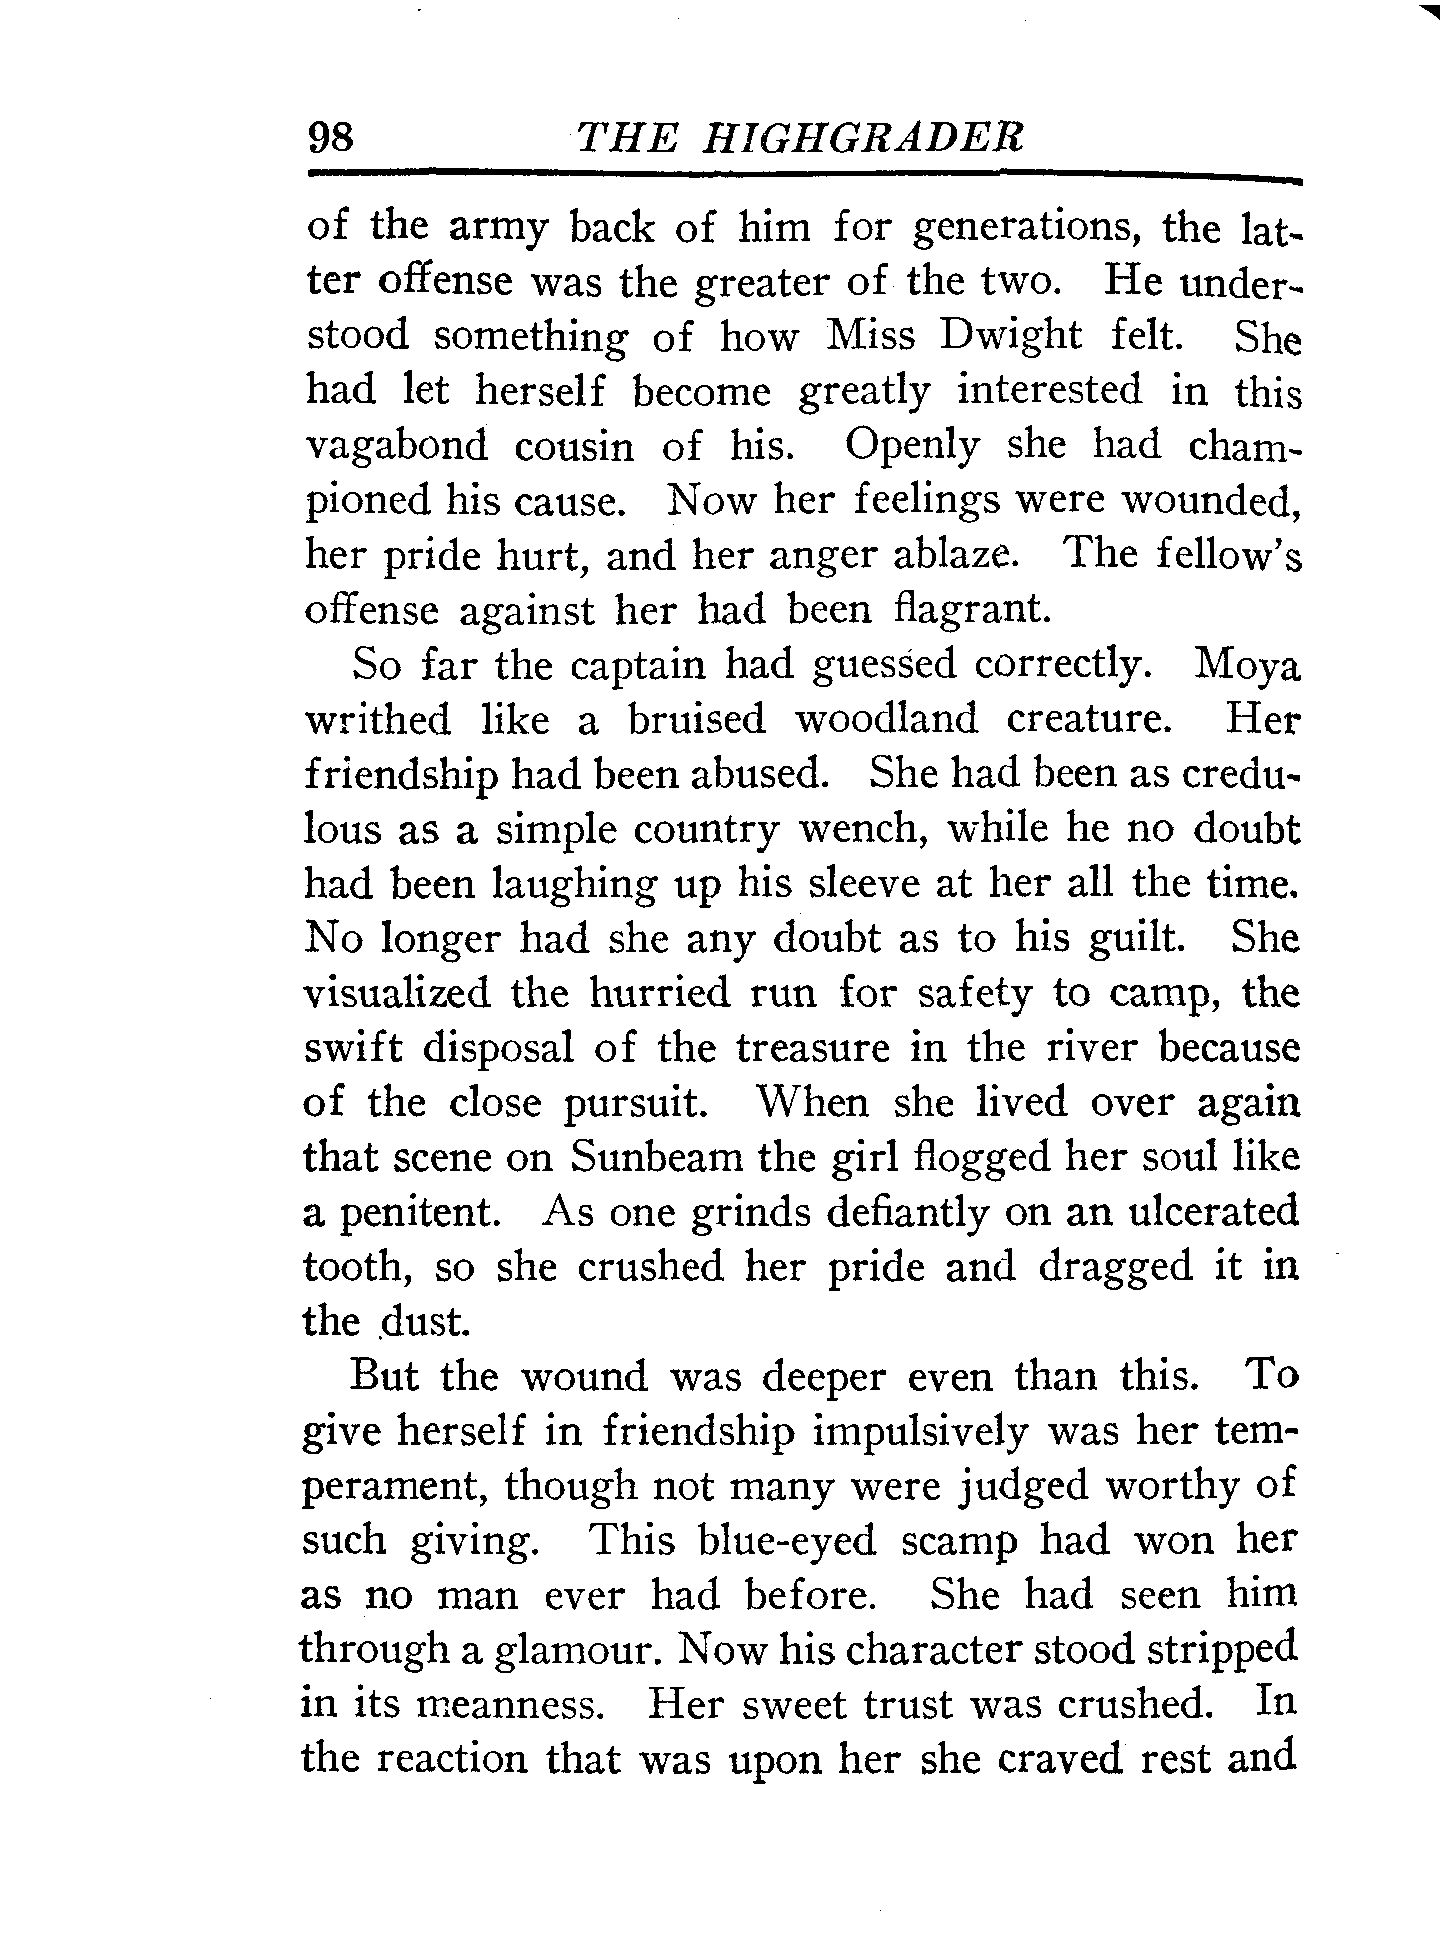 98 THE HIGHGRADER
of the army back of him for generations, the lat-
ter offense was the greater of the two. He under-
stood something of how Miss Dwight felt. She
had let herself become greatly interested in this
vagabond cousin of his. Openly she had cham-
pioned his cause. Now her feelings were wounded,
her pride hurt, and her anger ablaze. The fellow's
offense against her had been flagrant.
So far the captain had guessed correctly. Moya
writhed like a bruised woodland creature. Her
friendship had been abused. She had been as credu-
lous as a simple country wench, while he no doubt
had been laughing up his sleeve at her all the time.
No longer had she any doubt as to his guilt. She
visualized the hurried run for safety to camp, the
swift disposal of the treasure in the river because
of the close pursuit. When she lived over again
that scene on Sunbeam the girl flogged her soul like
a penitent. As one grinds defiantly on an ulcerated
tooth, so she crushed her pride and dragged it in
the dust.
But the wound was deeper even than this. To
give herself in friendship impulsively was her tem-
perament, though not many were judged worthy of
such giving. This blue-eyed scamp had won her
as no man ever had before. She had seen him
through a glamour. Now his character stood stripped
in its meanness. Her sweet trust was crushed. In
the reaction that was upon her she craved rest and